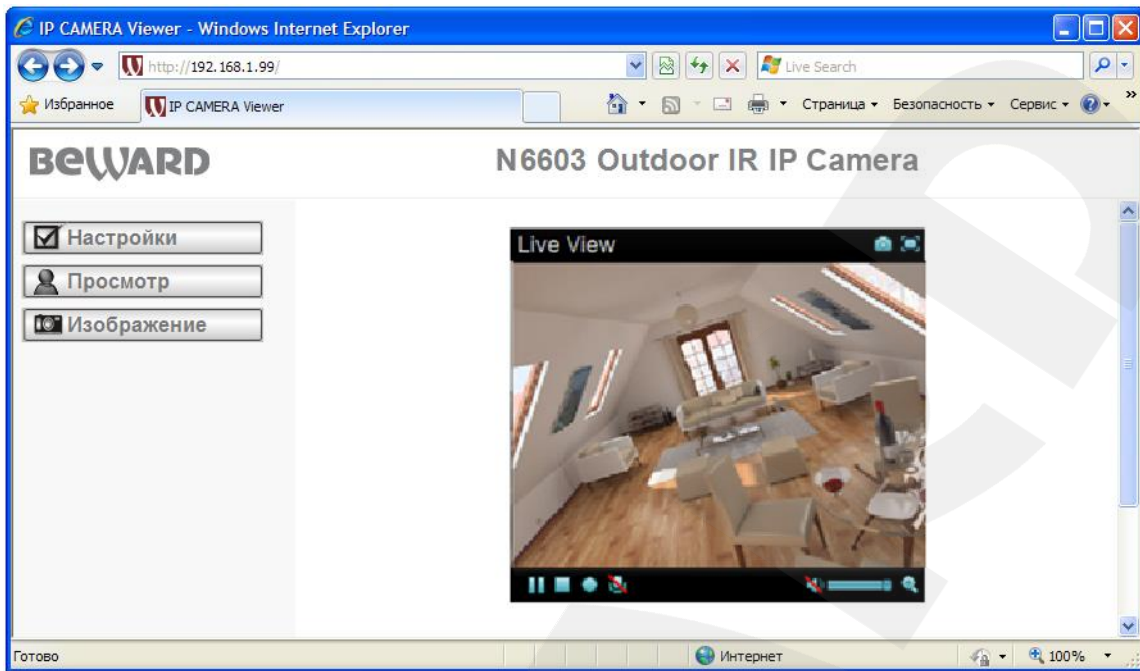 IP CAMERA Viewer - Windows Internet Explorer
http://192.168.1.99/
Live Search
Избранное
IP CAMERA Viewer
Страница
Безопасность
Сервис
»
BEWARD
N6603 Outdoor IR IP Camera
Настройки
Просмотр
Изображение
Live View
Готово
Интернет
100%